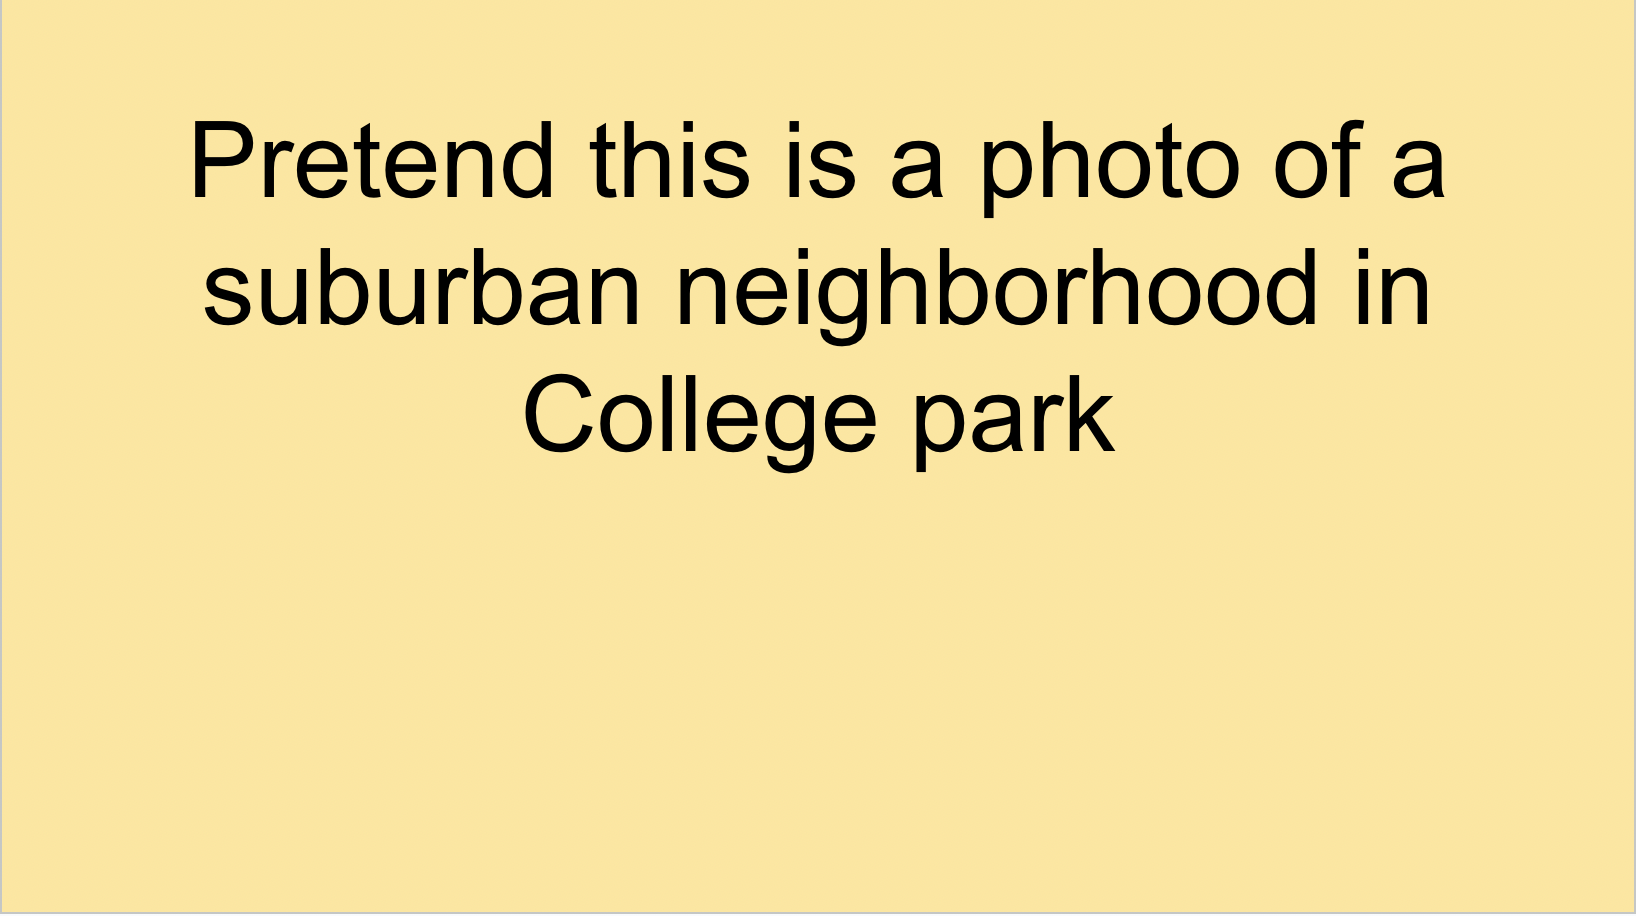 Pretend this is a photo of a
suburban neighborhood in
College park